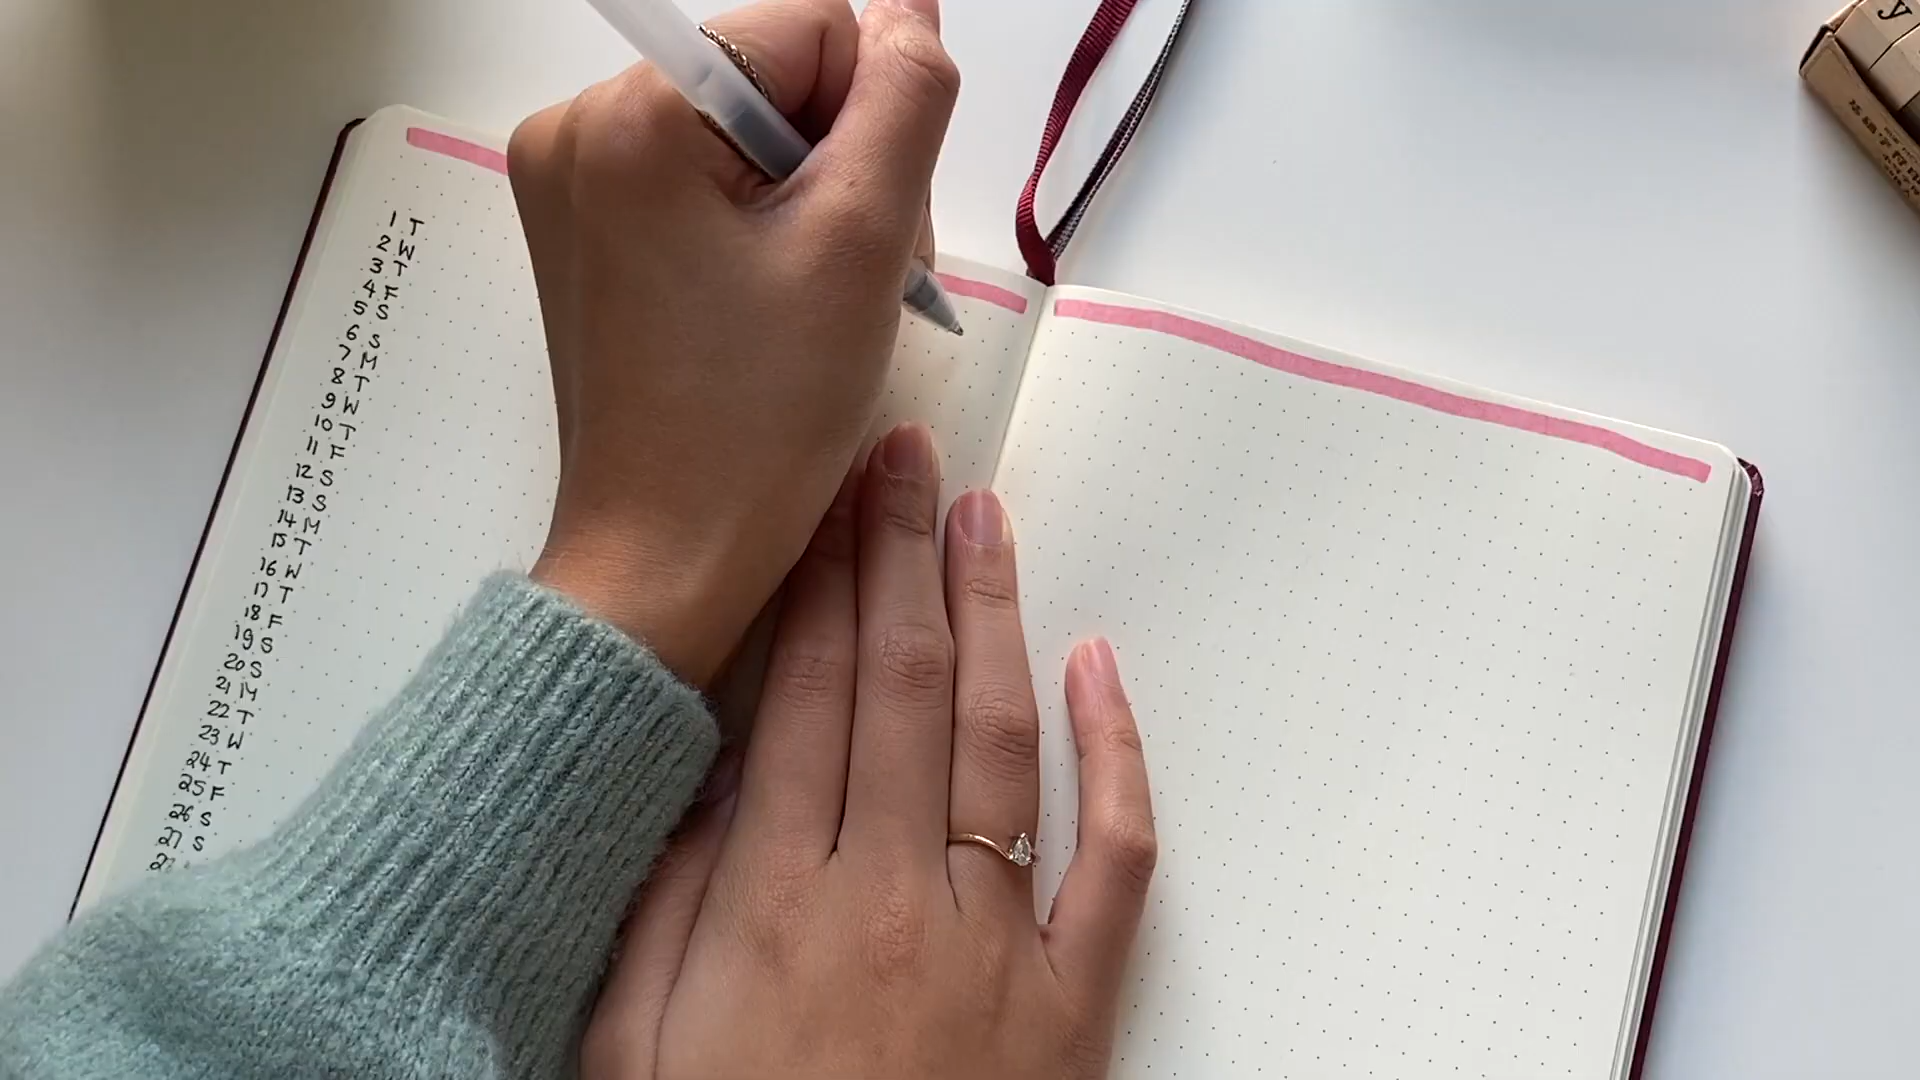 1 T
2 W
3 T
4 F
5 S
6 S
7 M
8 T
9 W
10 T
11 F
12 S
13 S
14 M
15 T
16 W
17 T
18 F
19 S
20 S
21 M
22 T
23 W
24 T
25 F
26 S
27 S
y